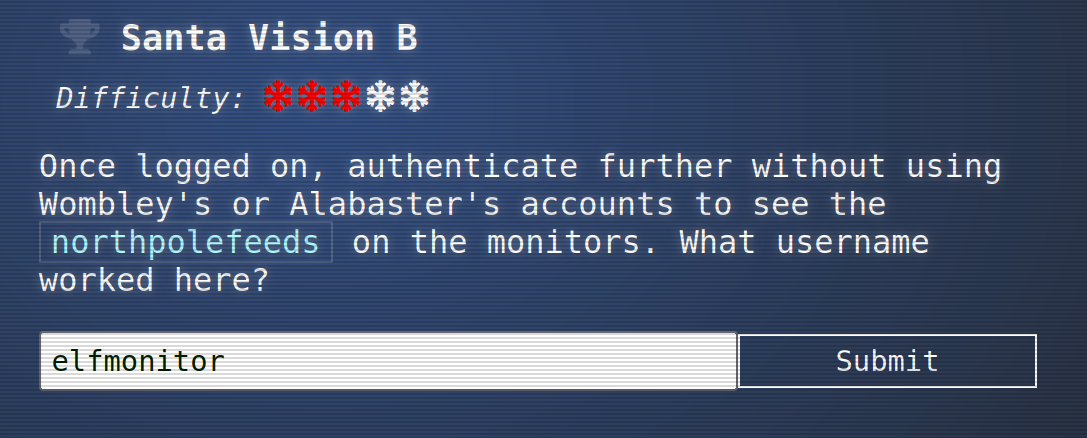 Santa Vision B
Difficulty:
Once logged on, authenticate further without using
Wombley's or Alabaster's accounts to see the
northpolefeeds on the monitors. What username
worked here?
elfmonitor
Submit